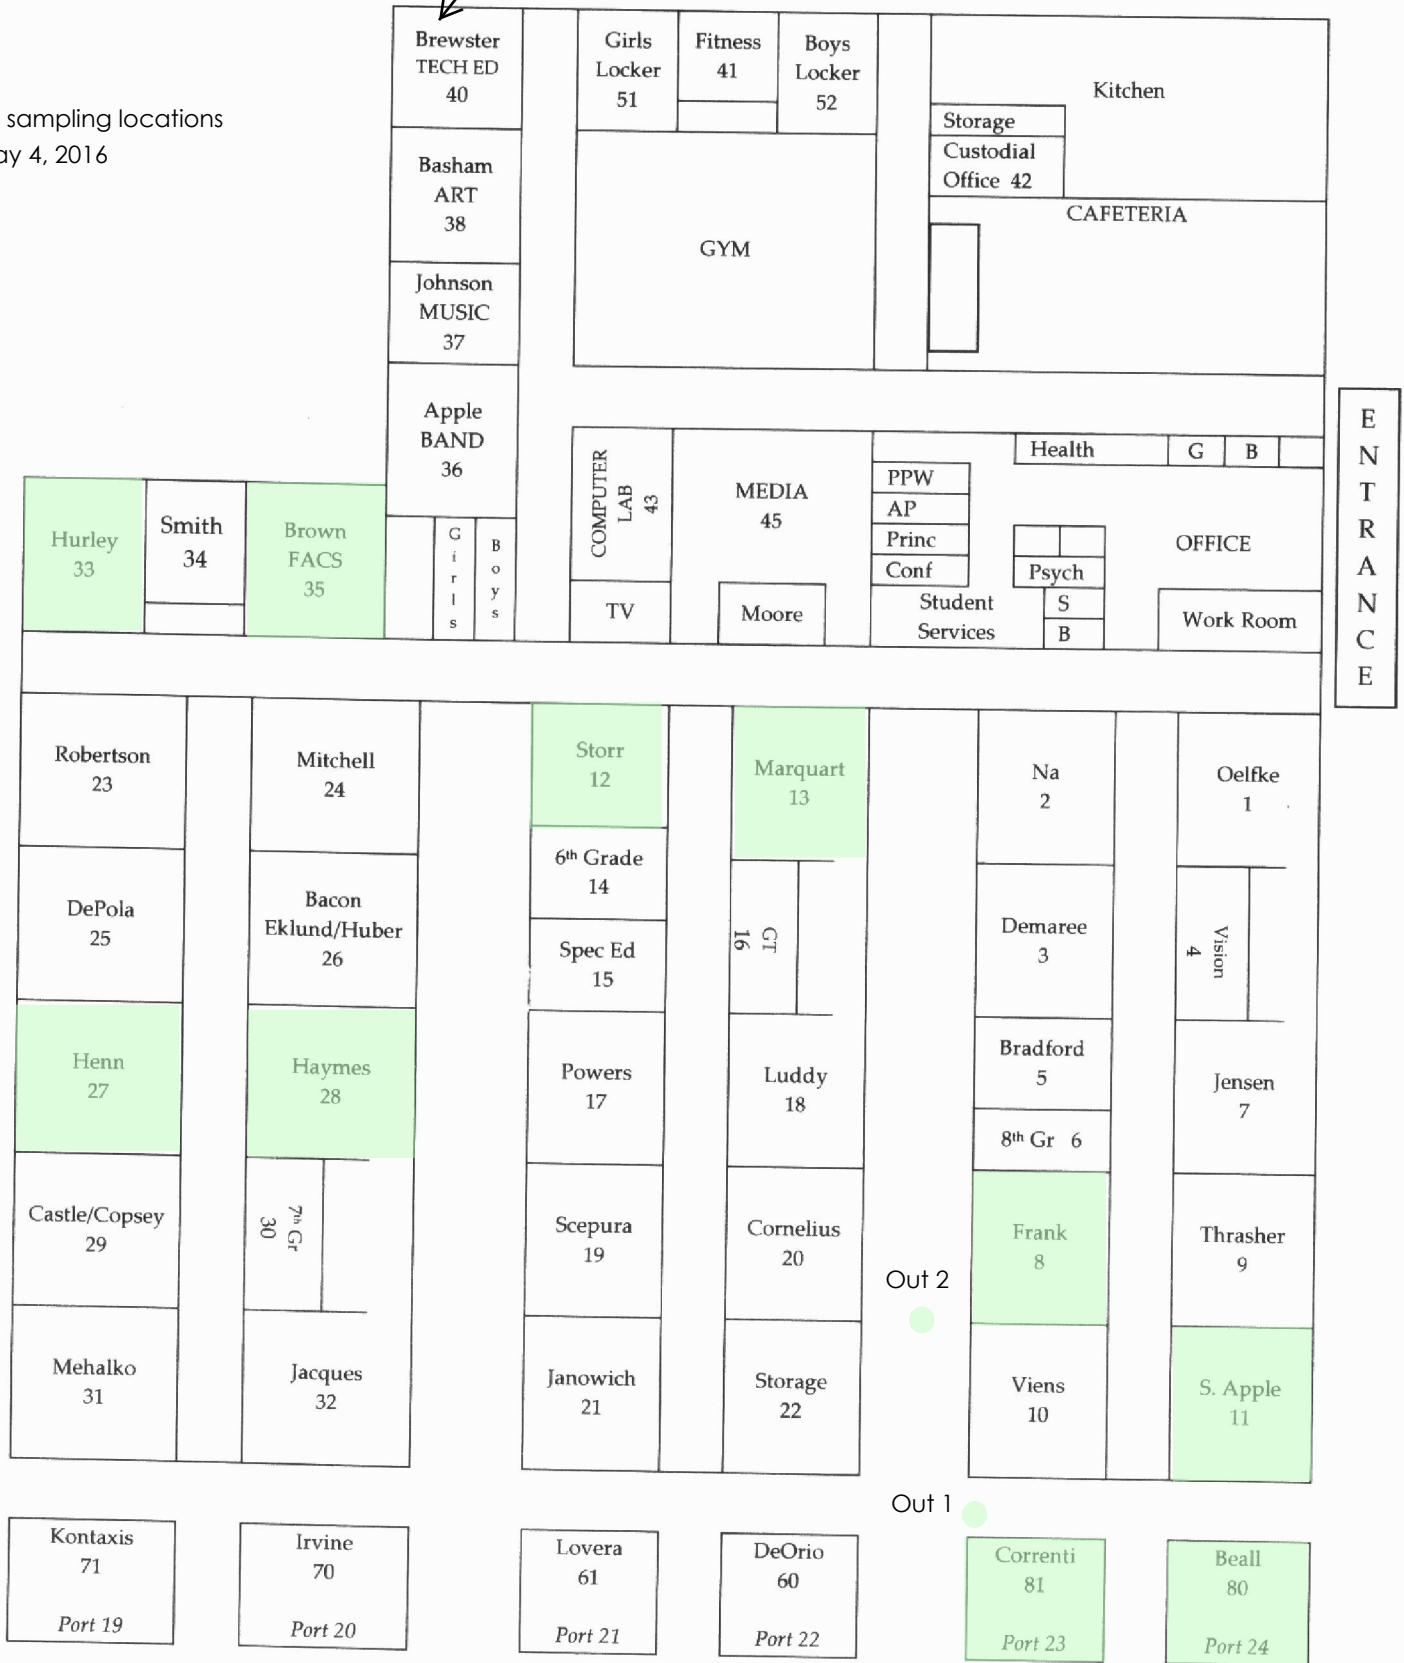 sampling locations
ay 4, 2016
Brewster
TECH ED
40
Girls
Locker
51
Fitness
41
Boys
Locker
52
Kitchen
Storage
Custodial
Office 42
CAFETERIA
Basham
ART
38
GYM
Johnson
MUSIC
37
Apple
BAND
36
ENTRANCE
Hurley
33
Smith
34
Brown
FACS
35
Girls
Boys
COMPUTER
LAB
43
TV
MEDIA
45
Moore
PPW
AP
Princ
Conf
Student
Services
Health
G
B
Psych
S
B
OFFICE
Work Room
Robertson
23
Mitchell
24
Storr
12
Marquart
13
Na
2
Oelfke
1
6th Grade
14
DePola
25
Bacon
Eklund/Huber
26
Spec Ed
15
GT
16
Demaree
3
Vision
4
Henn
27
Haymes
28
Powers
17
Luddy
18
Bradford
5
8th Gr 6
Jensen
7
Castle/Copsey
29
7th Gr
30
Scepura
19
Cornelius
20
Out 2
Frank
8
Thrasher
9
Mehalko
31
Jacques
32
Janowich
21
Storage
22
Viens
10
S. Apple
11
Out 1
Kontaxis
71
Port 19
Irvine
70
Port 20
Lovera
61
Port 21
DeOrio
60
Port 22
Correnti
81
Port 23
Beall
80
Port 24